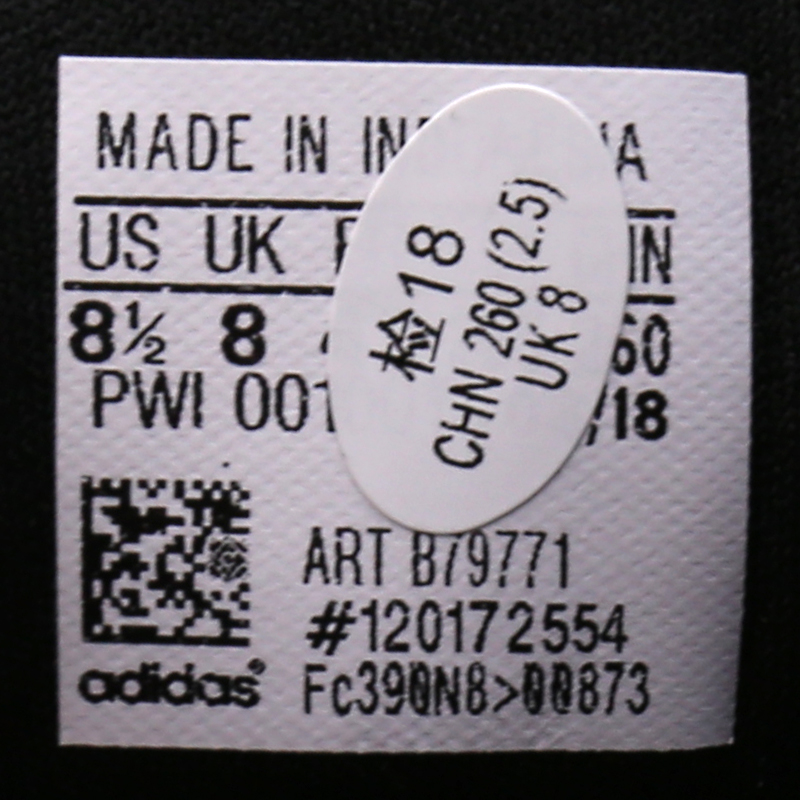 MADE IN IN
US UK
IN
8½ 8
60
PWI 001
18
检18
CHN 260 (2.5)
UK 8
ART B79771
#120172554
Fc390N8>00873
adidas